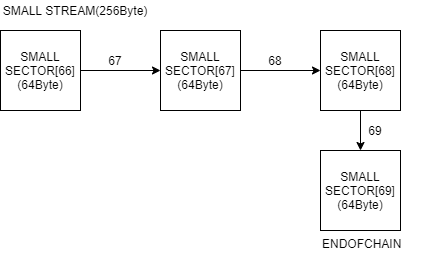 SMALL STREAM(256Byte)
SMALL
SECTOR[66]
(64Byte)
67
SMALL
SECTOR[67]
(64Byte)
68
SMALL
SECTOR[68]
(64Byte)
69
SMALL
SECTOR[69]
(64Byte)
ENDOFCHAIN